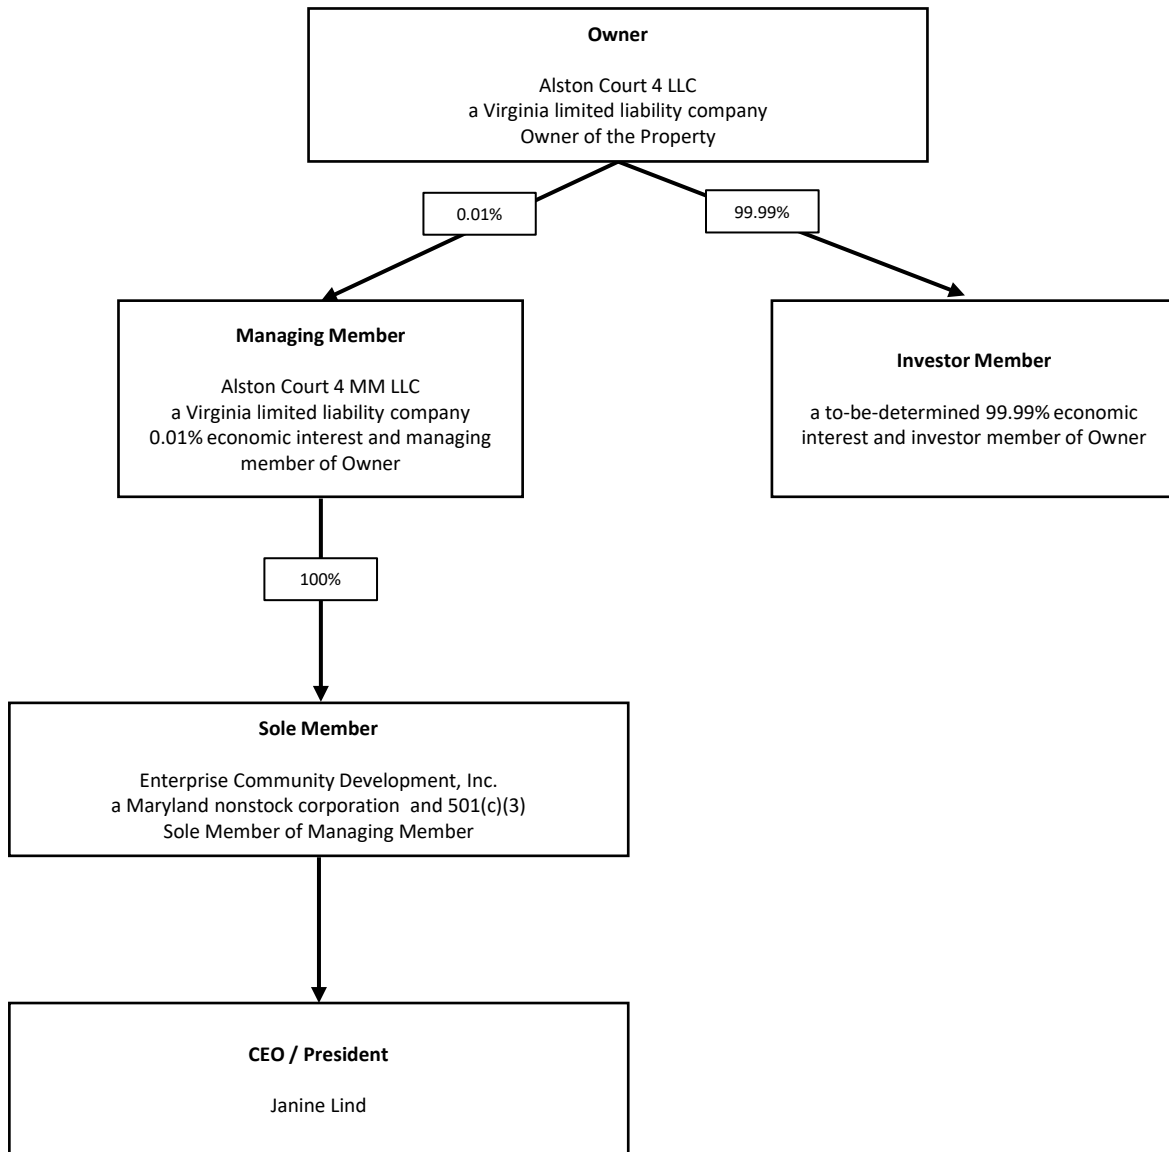 Owner
Alston Court 4 LLC
a Virginia limited liability company
Owner of the Property
0.01%
99.99%
Managing Member
Alston Court 4 MM LLC
a Virginia limited liability company
0.01% economic interest and managing
member of Owner
Investor Member
a to-be-determined 99.99% economic
interest and investor member of Owner
100%
Sole Member
Enterprise Community Development, Inc.
a Maryland nonstock corporation and 501(c)(3)
Sole Member of Managing Member
CEO / President
Janine Lind